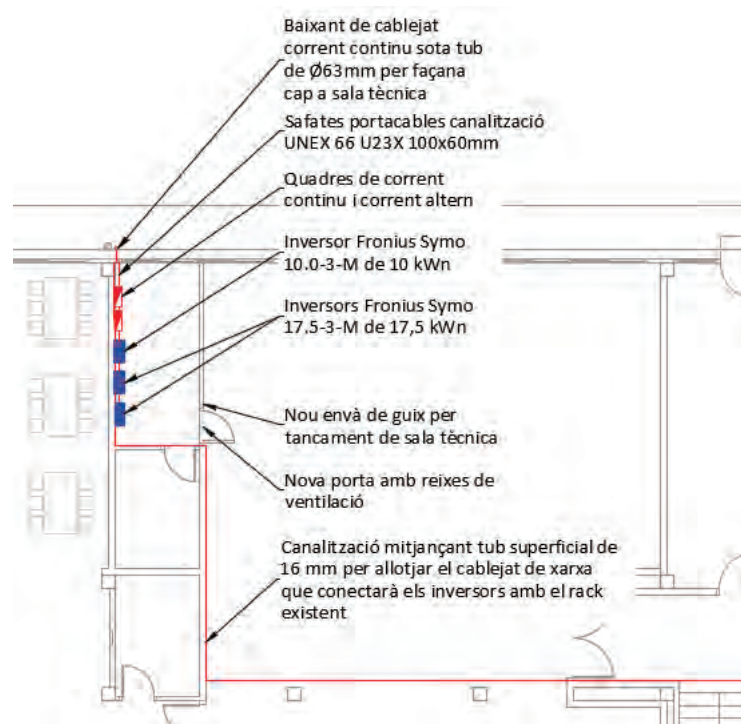 Baixant de cablejat
corrent continu sota tub
de Ø63mm per façana
cap a sala tècnica
Safates portacables canalització
UNEX 66 U23X 100x60mm
Quadres de corrent
continu i corrent altern
Inversor Fronius Symo
10.0-3-M de 10 kWn
Inversors Fronius Symo
17.5-3-M de 17,5 kWn
Nou envà de guix per
tancament de sala tècnica
Nova porta amb reixes de
ventilació
Canalització mitjançant tub superficial de
16 mm per allotjar el cablejat de xarxa
que conectarà els inversors amb el rack
existent